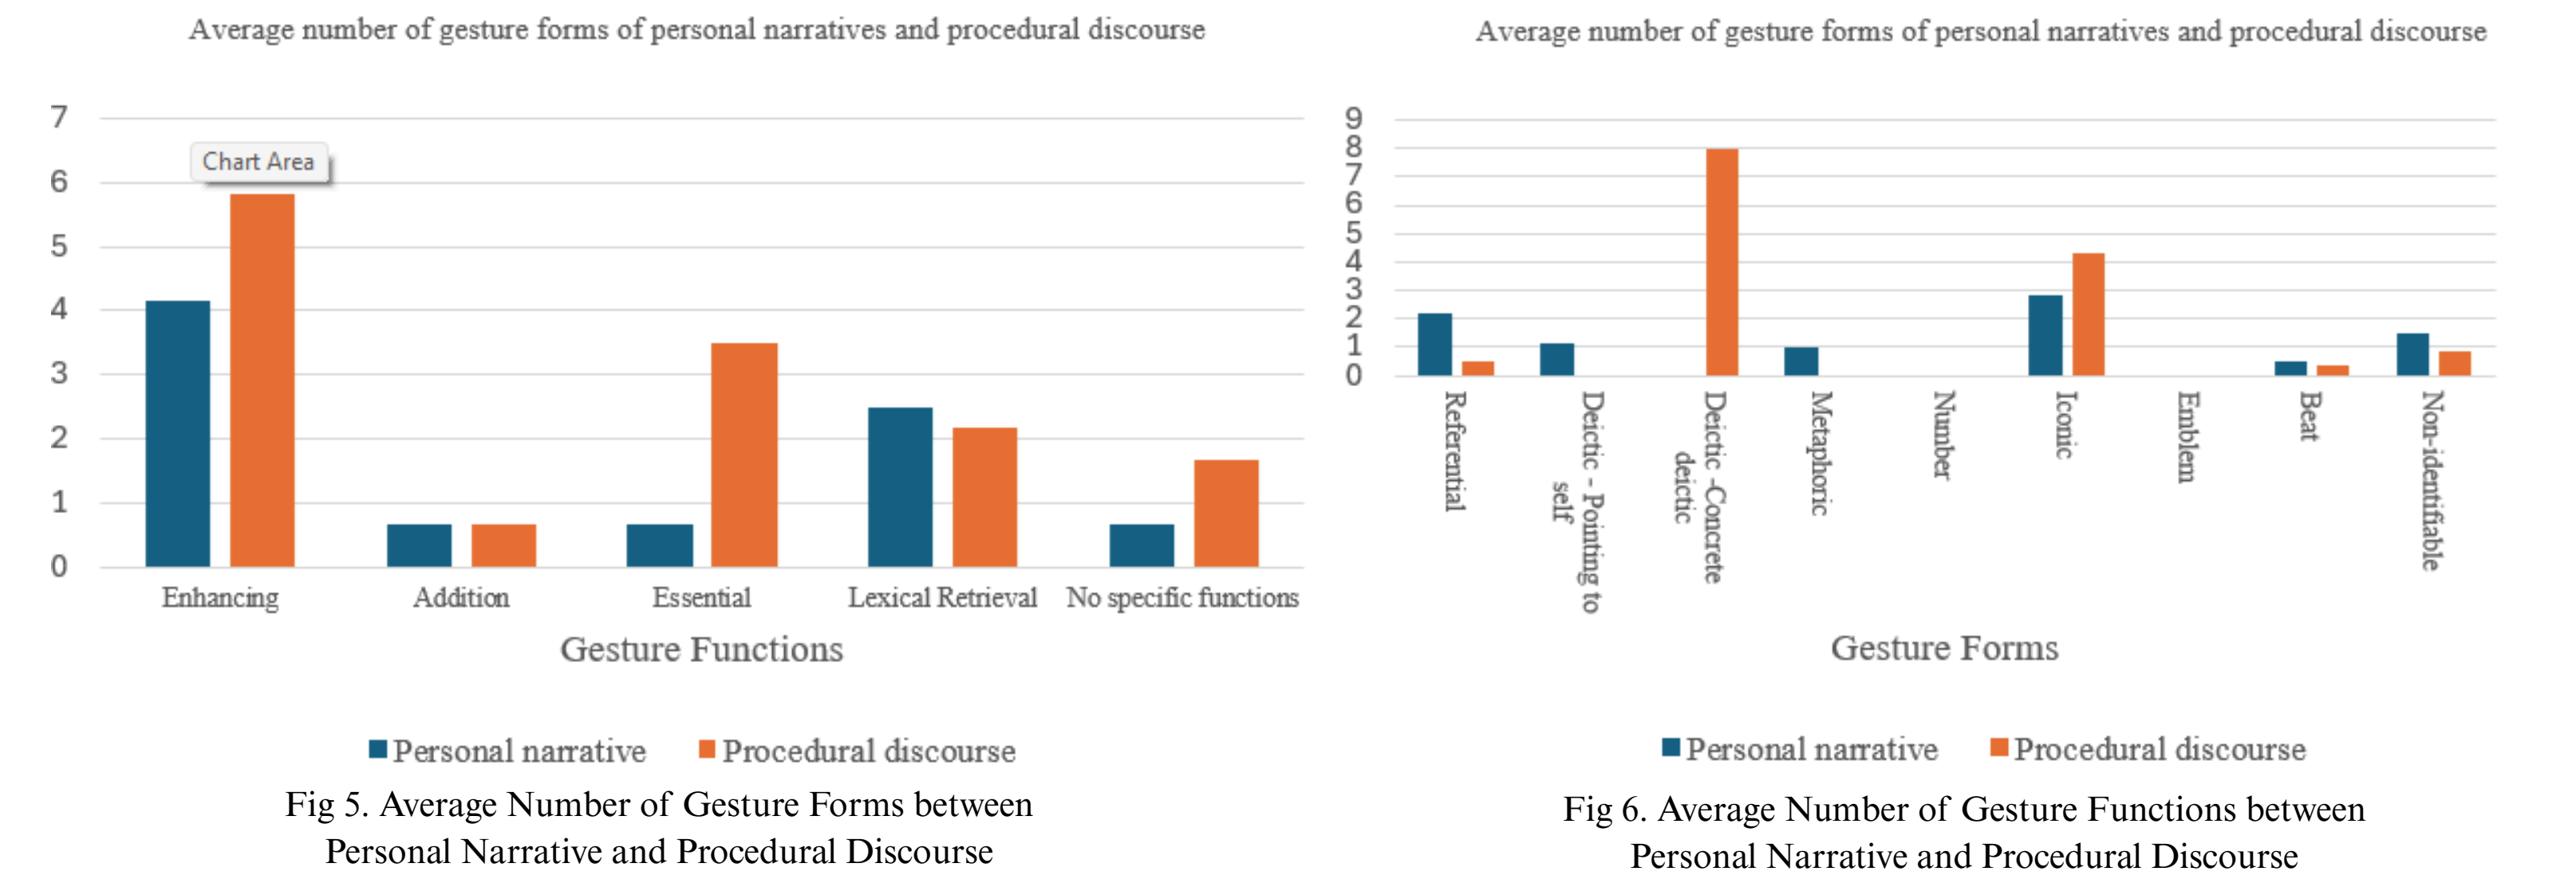 Average number of gesture forms of personal narratives and procedural discourse
7
Chart Area
6
5
4
3
2
1
0
Enhancing
Addition
Essential
Lexical Retrieval
No specific functions
Gesture Functions
Personal narrative
Procedural discourse
Fig 5. Average Number of Gesture Forms between
Personal Narrative and Procedural Discourse
Average number of gesture forms of personal narratives and procedural discourse
9
8
7
6
5
4
3
2
1
0
Referential
Deictic - Pointing to
self
Deictic -Concrete
deictic
Metaphoric
Number
Iconic
Emblem
Beat
Non-identifiable
Gesture Forms
Personal narrative
Procedural discourse
Fig 6. Average Number of Gesture Functions between
Personal Narrative and Procedural Discourse